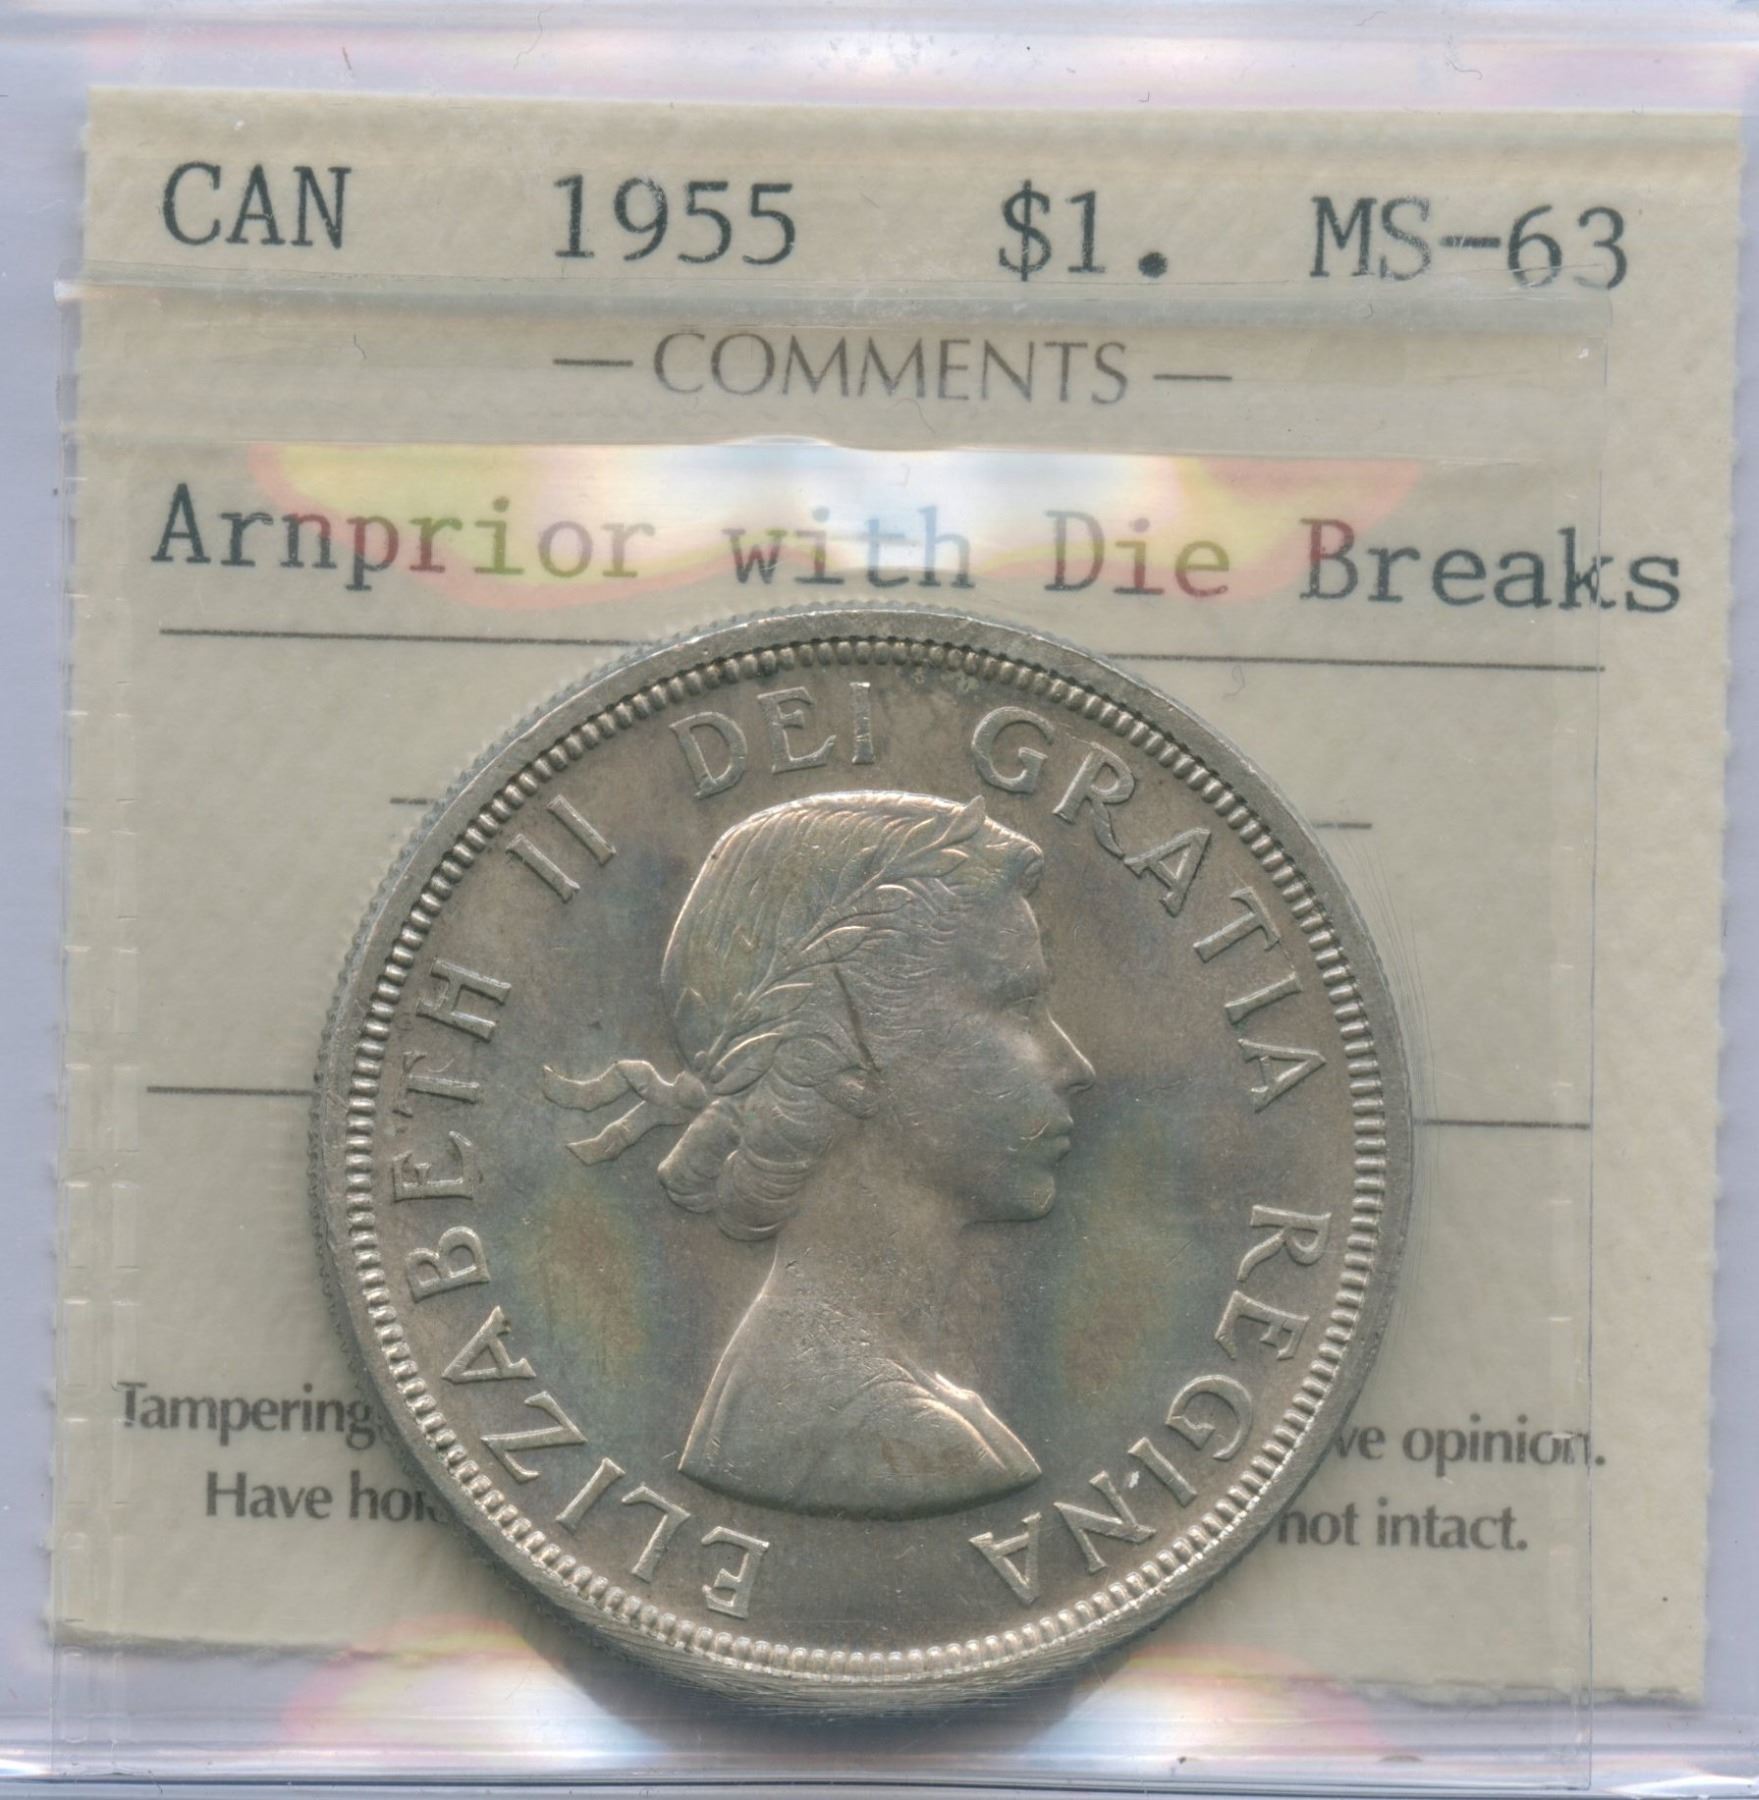 CAN 1955 $1. MS-63
— COMMENTS —
Arnprior with Die Breaks
ELIZABETH II DEI GRATIA REGINA
Tampering ve opinion.
Have not intact.